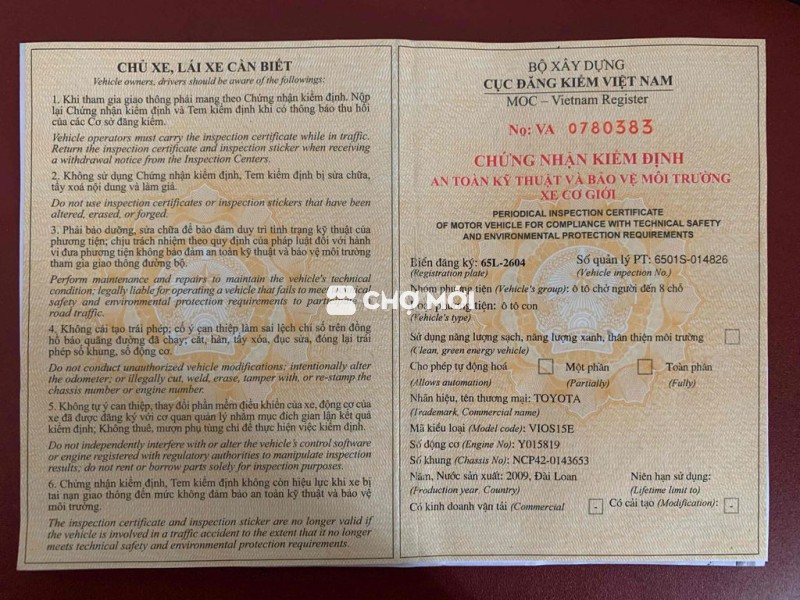 CHỦ XE, LÁI XE CẦN BIẾT
Vehicle owners, drivers should be aware of the followings:
1. Khi tham gia giao thông phải mang theo Chứng nhận kiểm định. Nộp
lại Chứng nhận kiểm định và Tem kiểm định khi có thông báo thu hồi
của các Cơ sở đăng kiểm.
Vehicle operators must carry the inspection certificate while in traffic.
Return the inspection certificate and inspection sticker when receiving
a withdrawal notice from the Inspection Centers.
2. Không sử dụng Chứng nhận kiểm định, Tem kiểm định bị sửa chữa,
tẩy xoá nội dung và làm giả.
Do not use inspection certificates or inspection stickers that have been
altered, erased, or forged.
3. Phải bảo dưỡng, sửa chữa để bảo đảm duy trì tình trạng kỹ thuật của
phương tiện; chịu trách nhiệm theo quy định của pháp luật đối với hành
vi đưa phương tiện không bảo đảm an toàn kỹ thuật và bảo vệ môi trường
tham gia giao thông đường bộ.
Perform maintenance and repairs to maintain the vehicle's technical
condition; legally liable for operating a vehicle that fails to meet technical
safety and environmental protection requirements to
road traffic.
4. Không cải tạo trái phép; cố ý can thiệp làm sai lệch chỉ số trên đồng
hồ báo quãng đường đã chạy; cắt, hàn, tẩy xóa, đục sửa, đóng lại trái
phép số khung, số động cơ.
Do not conduct unauthorized vehicle modifications; intentionally alter
the odometer; or illegally cut, weld, erase, tamper with, or re-stamp the
chassis number or engine number.
5. Không tự ý can thiệp, thay đổi phần mềm điều khiển của xe, động cơ của
xe đã được đăng ký với cơ quan quản lý nhằm mục đích gian lận kết quả
kiểm định; Không thuê, mượn phụ tùng chỉ để thực hiện việc kiểm định.
Do not independently interfere with or alter the vehicle's control software
or engine registered with regulatory authorities to manipulate inspection
results; do not rent or borrow parts solely for inspection purposes.
6. Chứng nhận kiểm định, Tem kiểm định không còn hiệu lực khi xe bị
tai nạn giao thông đến mức không đảm bảo an toàn kỹ thuật và bảo vệ
môi trường.
The inspection certificate and inspection sticker are no longer valid if
the vehicle is involved in a traffic accident to the extent that it no longer
meets technical safety and environmental protection requirements.
BỘ XÂY DỰNG
CỤC ĐĂNG KIỂM VIỆT NAM
MOC – Vietnam Register
No: VA 0780383
CHỨNG NHẬN KIỂM ĐỊNH
AN TOÀN KỸ THUẬT VÀ BẢO VỆ MÔI TRƯỜNG
XE CƠ GIỚI
PERIODICAL INSPECTION CERTIFICATE
OF MOTOR VEHICLE FOR COMPLIANCE WITH TECHNICAL SAFETY
AND ENVIRONMENTAL PROTECTION REQUIREMENTS
Biển đăng ký: 65L-2604 Số quản lý PT: 6501S-014826
(Registration plate) (Vehicle inpection No.)
Nhóm phương tiện (Vehicle's group): ô tô chở người đến 8 chỗ
phương tiện: ô tô con
(Vehicle's type)
CHỢ MỚI
Sử dụng năng lượng sạch, năng lượng xanh, thân thiện môi trường
(Clean, green energy vehicle)
Cho phép tự động hoá Một phần Toàn phần
(Allows automation) (Partially) (Fully)
Nhãn hiệu, tên thương mại: TOYOTA
(Trademark, Commercial name)
Mã kiểu loại (Model code): VIOS15E
Số động cơ (Engine No): Y015819
Số khung (Chassis No): NCP42-0143653
Năm, Nước sản xuất: 2009, Đài Loan Niên hạn sử dụng:
(Production year. Country) (Lifetime limit to)
Có kinh doanh vận tải (Commercial - Có cải tạo (Modification): -